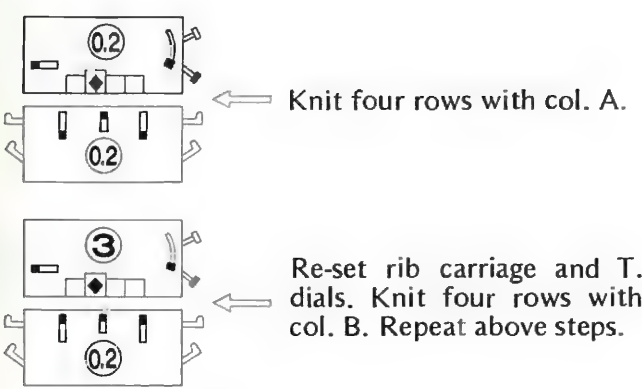 0.2
Knit four rows with col. A.
0.2
3
Re-set rib carriage and T.
dials. Knit four rows with
col. B. Repeat above steps.
0.2